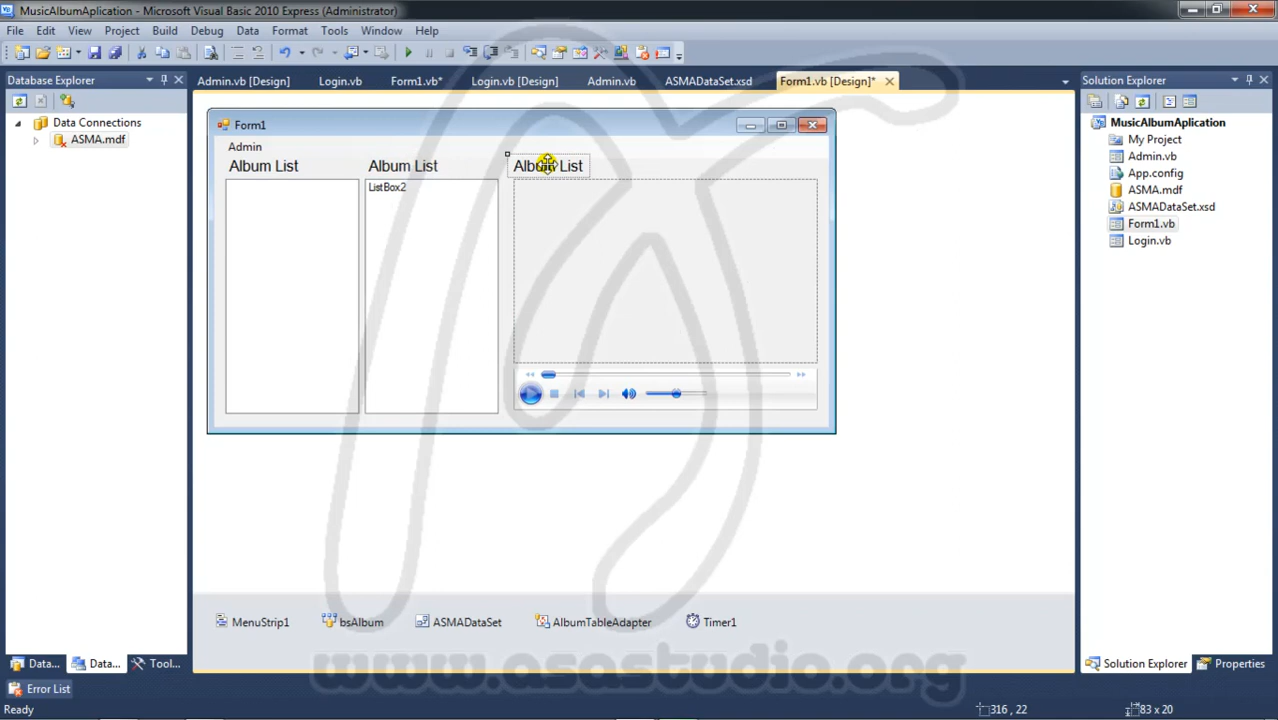 MusicAlbumAplication - Microsoft Visual Basic 2010 Express (Administrator)
File Edit View Project Build Debug Data Format Tools Window Help
Database Explorer
Data Connections
ASMA.mdf
Admin.vb [Design] Login.vb Form1.vb* Login.vb [Design] Admin.vb ASMADataSet.xsd Form1.vb [Design]*
Form1
Admin
Album List Album List Album List
ListBox2
MenuStrip1 bsAlbum ASMADataSet AlbumTableAdapter Timer1
Solution Explorer
MusicAlbumAplication
My Project
Admin.vb
App.config
ASMA.mdf
ASMADataSet.xsd
Form1.vb
Login.vb
Data... Data... Tool...
Solution Explorer Properties
Error List
www.asastudio.org
Ready 316 , 22 83 x 20